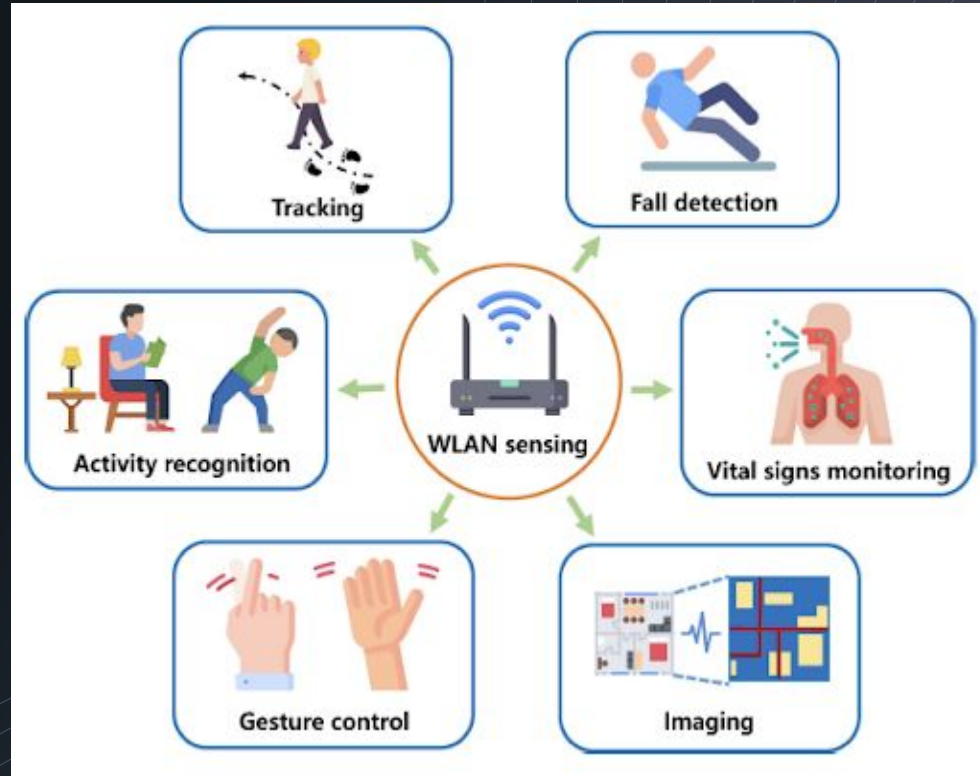 Tracking
Fall detection
WLAN sensing
Activity recognition
Vital signs monitoring
Gesture control
Imaging